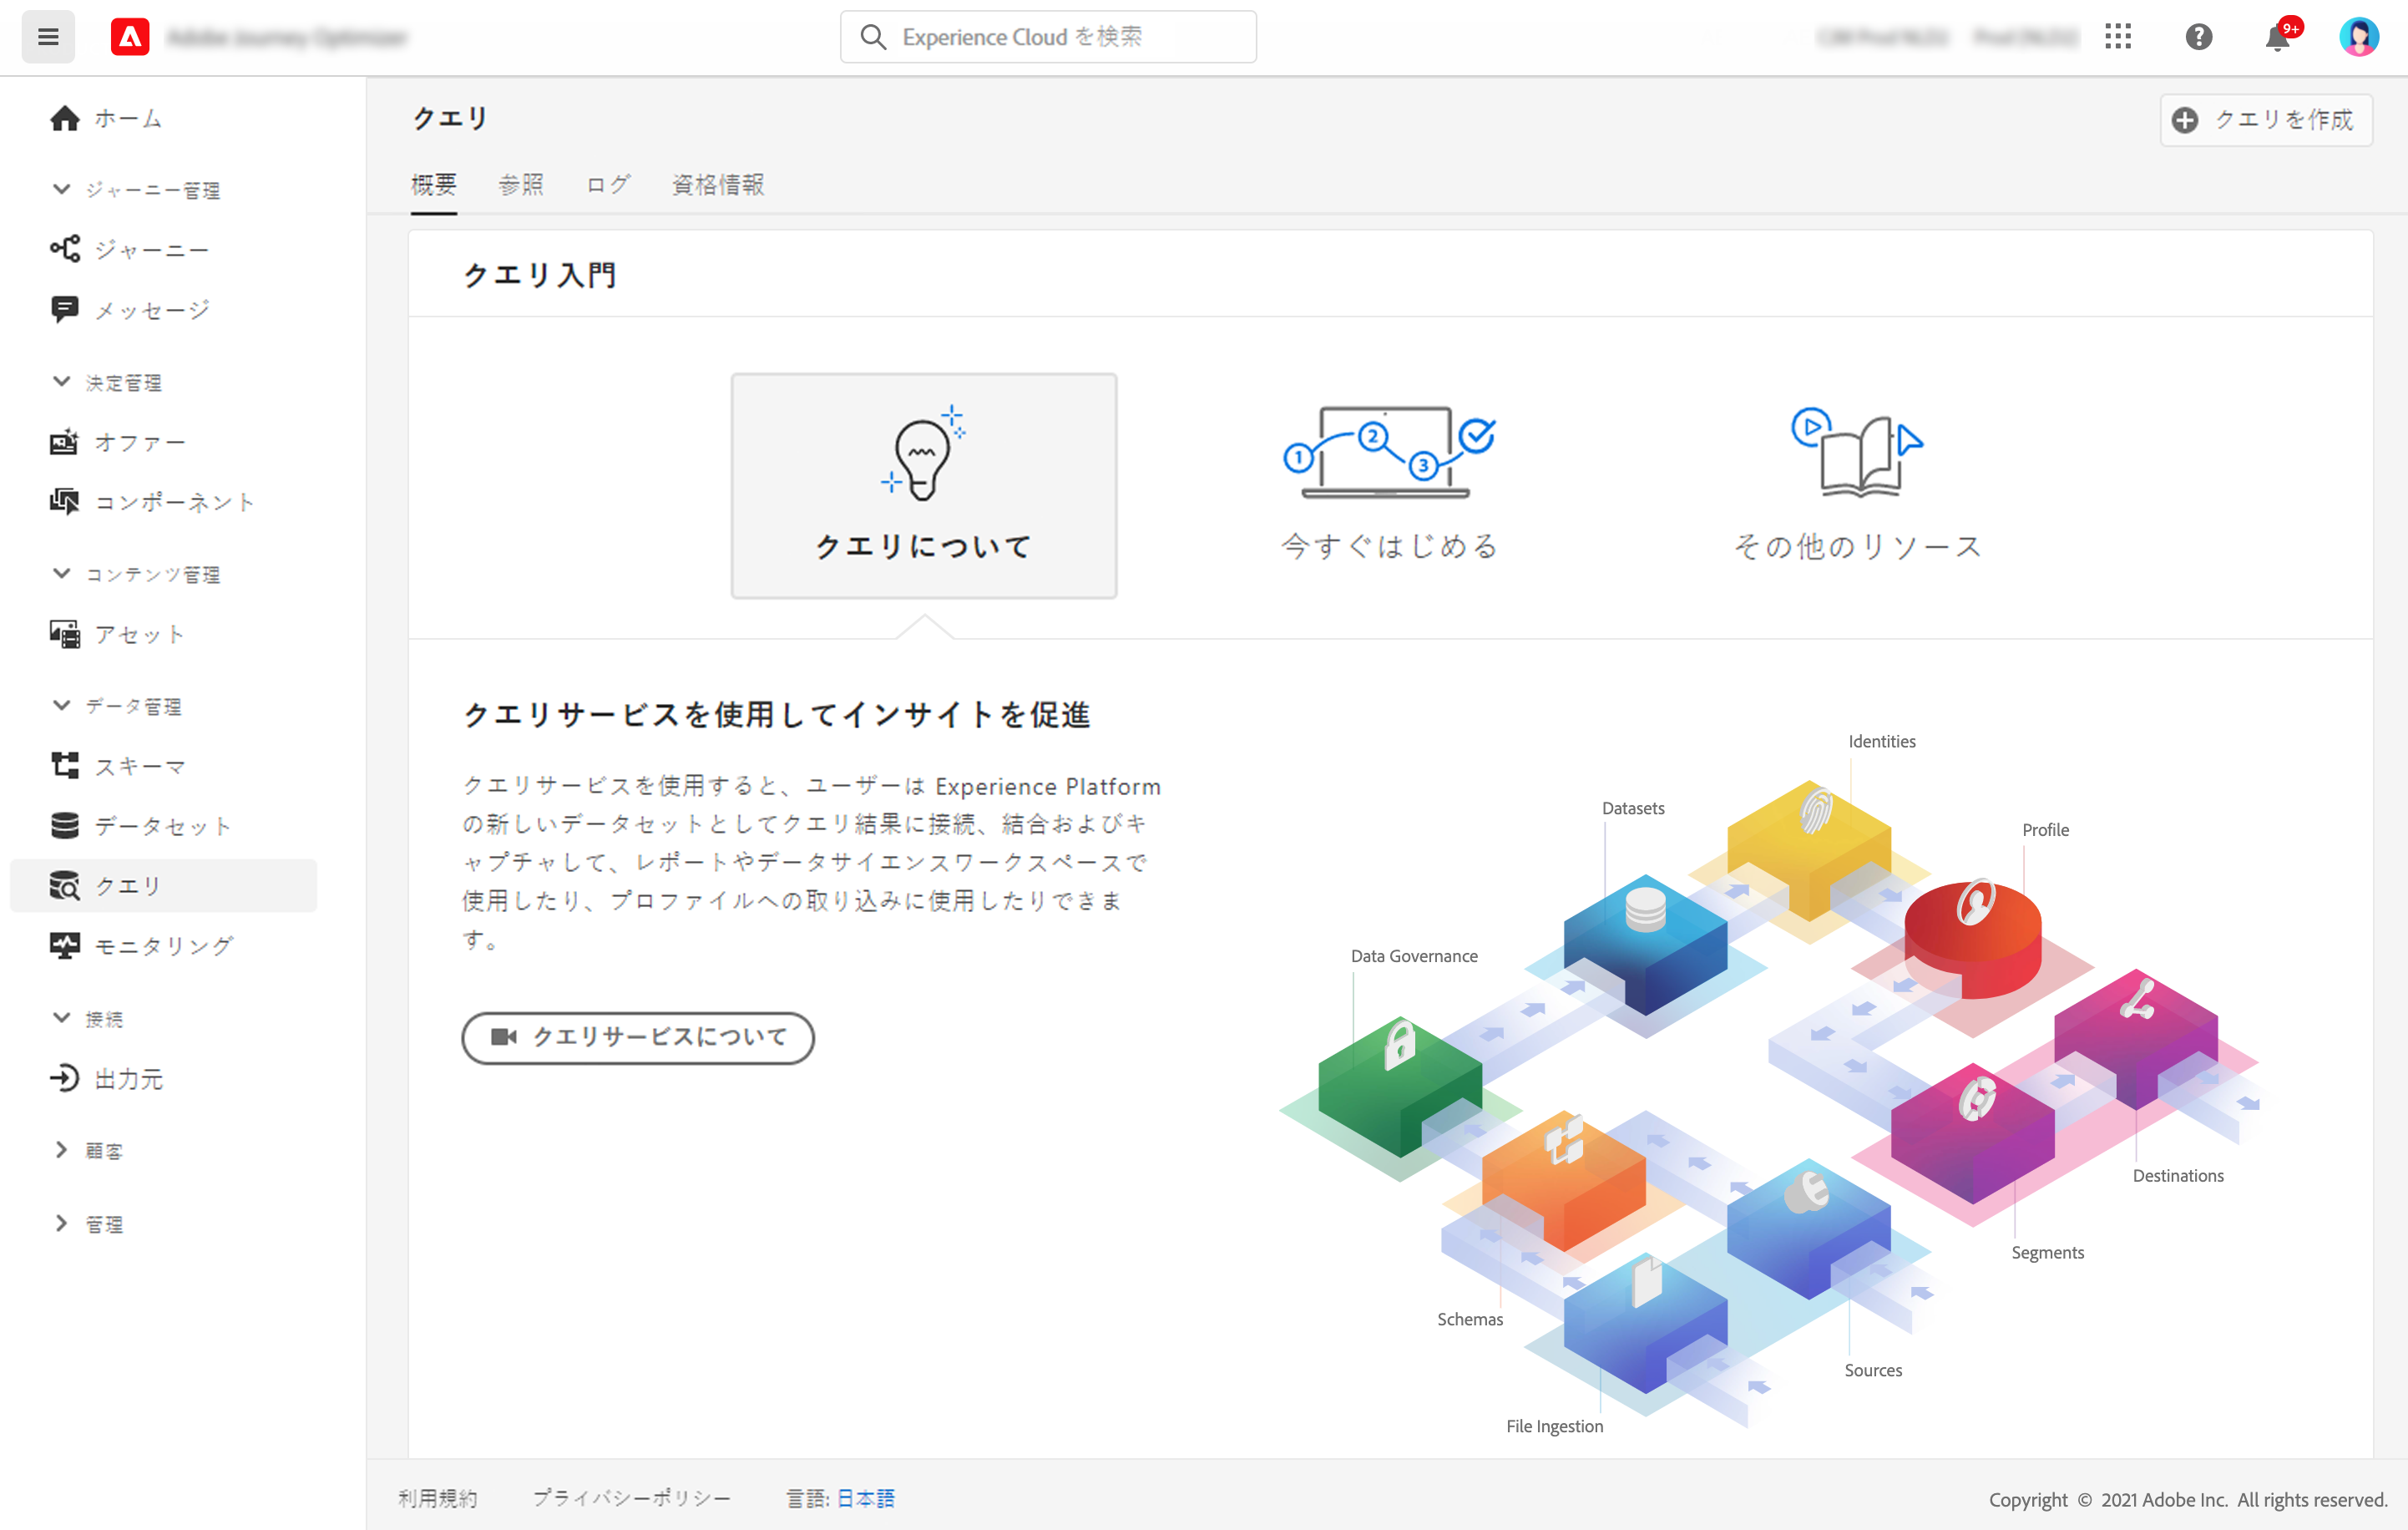 Experience Cloud を検索
9+
ホーム
ジャーニー管理
ジャーニー
メッセージ
決定管理
オファー
コンポーネント
コンテンツ管理
アセット
データ管理
スキーマ
データセット
クエリ
モニタリング
接続
出力元
顧客
管理
クエリ
クエリを作成
概要 参照 ログ 資格情報
クエリ入門
クエリについて
1 2 3
今すぐはじめる
その他のリソース
クエリサービスを使用してインサイトを促進
クエリサービスを使用すると、ユーザーは Experience Platform
の新しいデータセットとしてクエリ結果に接続、結合およびキ
ャプチャして、レポートやデータサイエンスワークスペースで
使用したり、プロファイルへの取り込みに使用したりできま
す。
クエリサービスについて
Identities
Datasets
Profile
Data Governance
Destinations
Segments
Schemas
Sources
File Ingestion
利用規約 プライバシーポリシー 言語: 日本語
Copyright © 2021 Adobe Inc. All rights reserved.